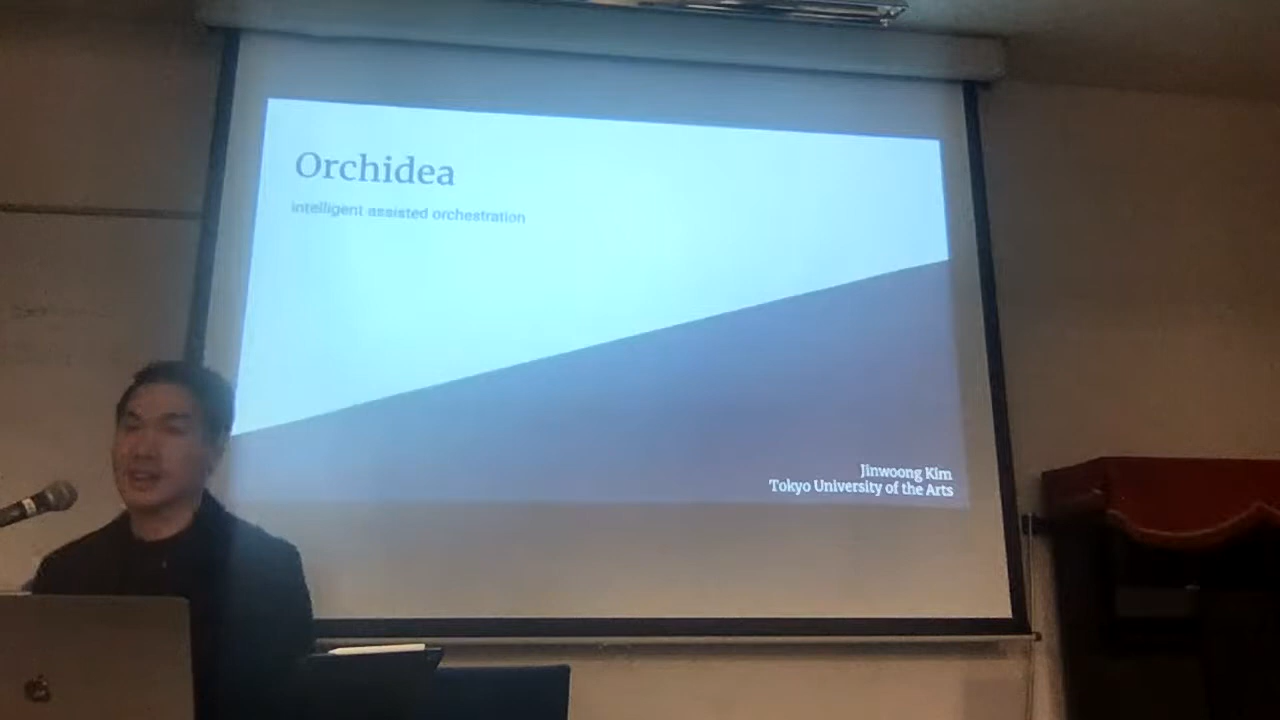 Orchidea
intelligent assisted orchestration
Jinwoong Kim
Tokyo University of the Arts